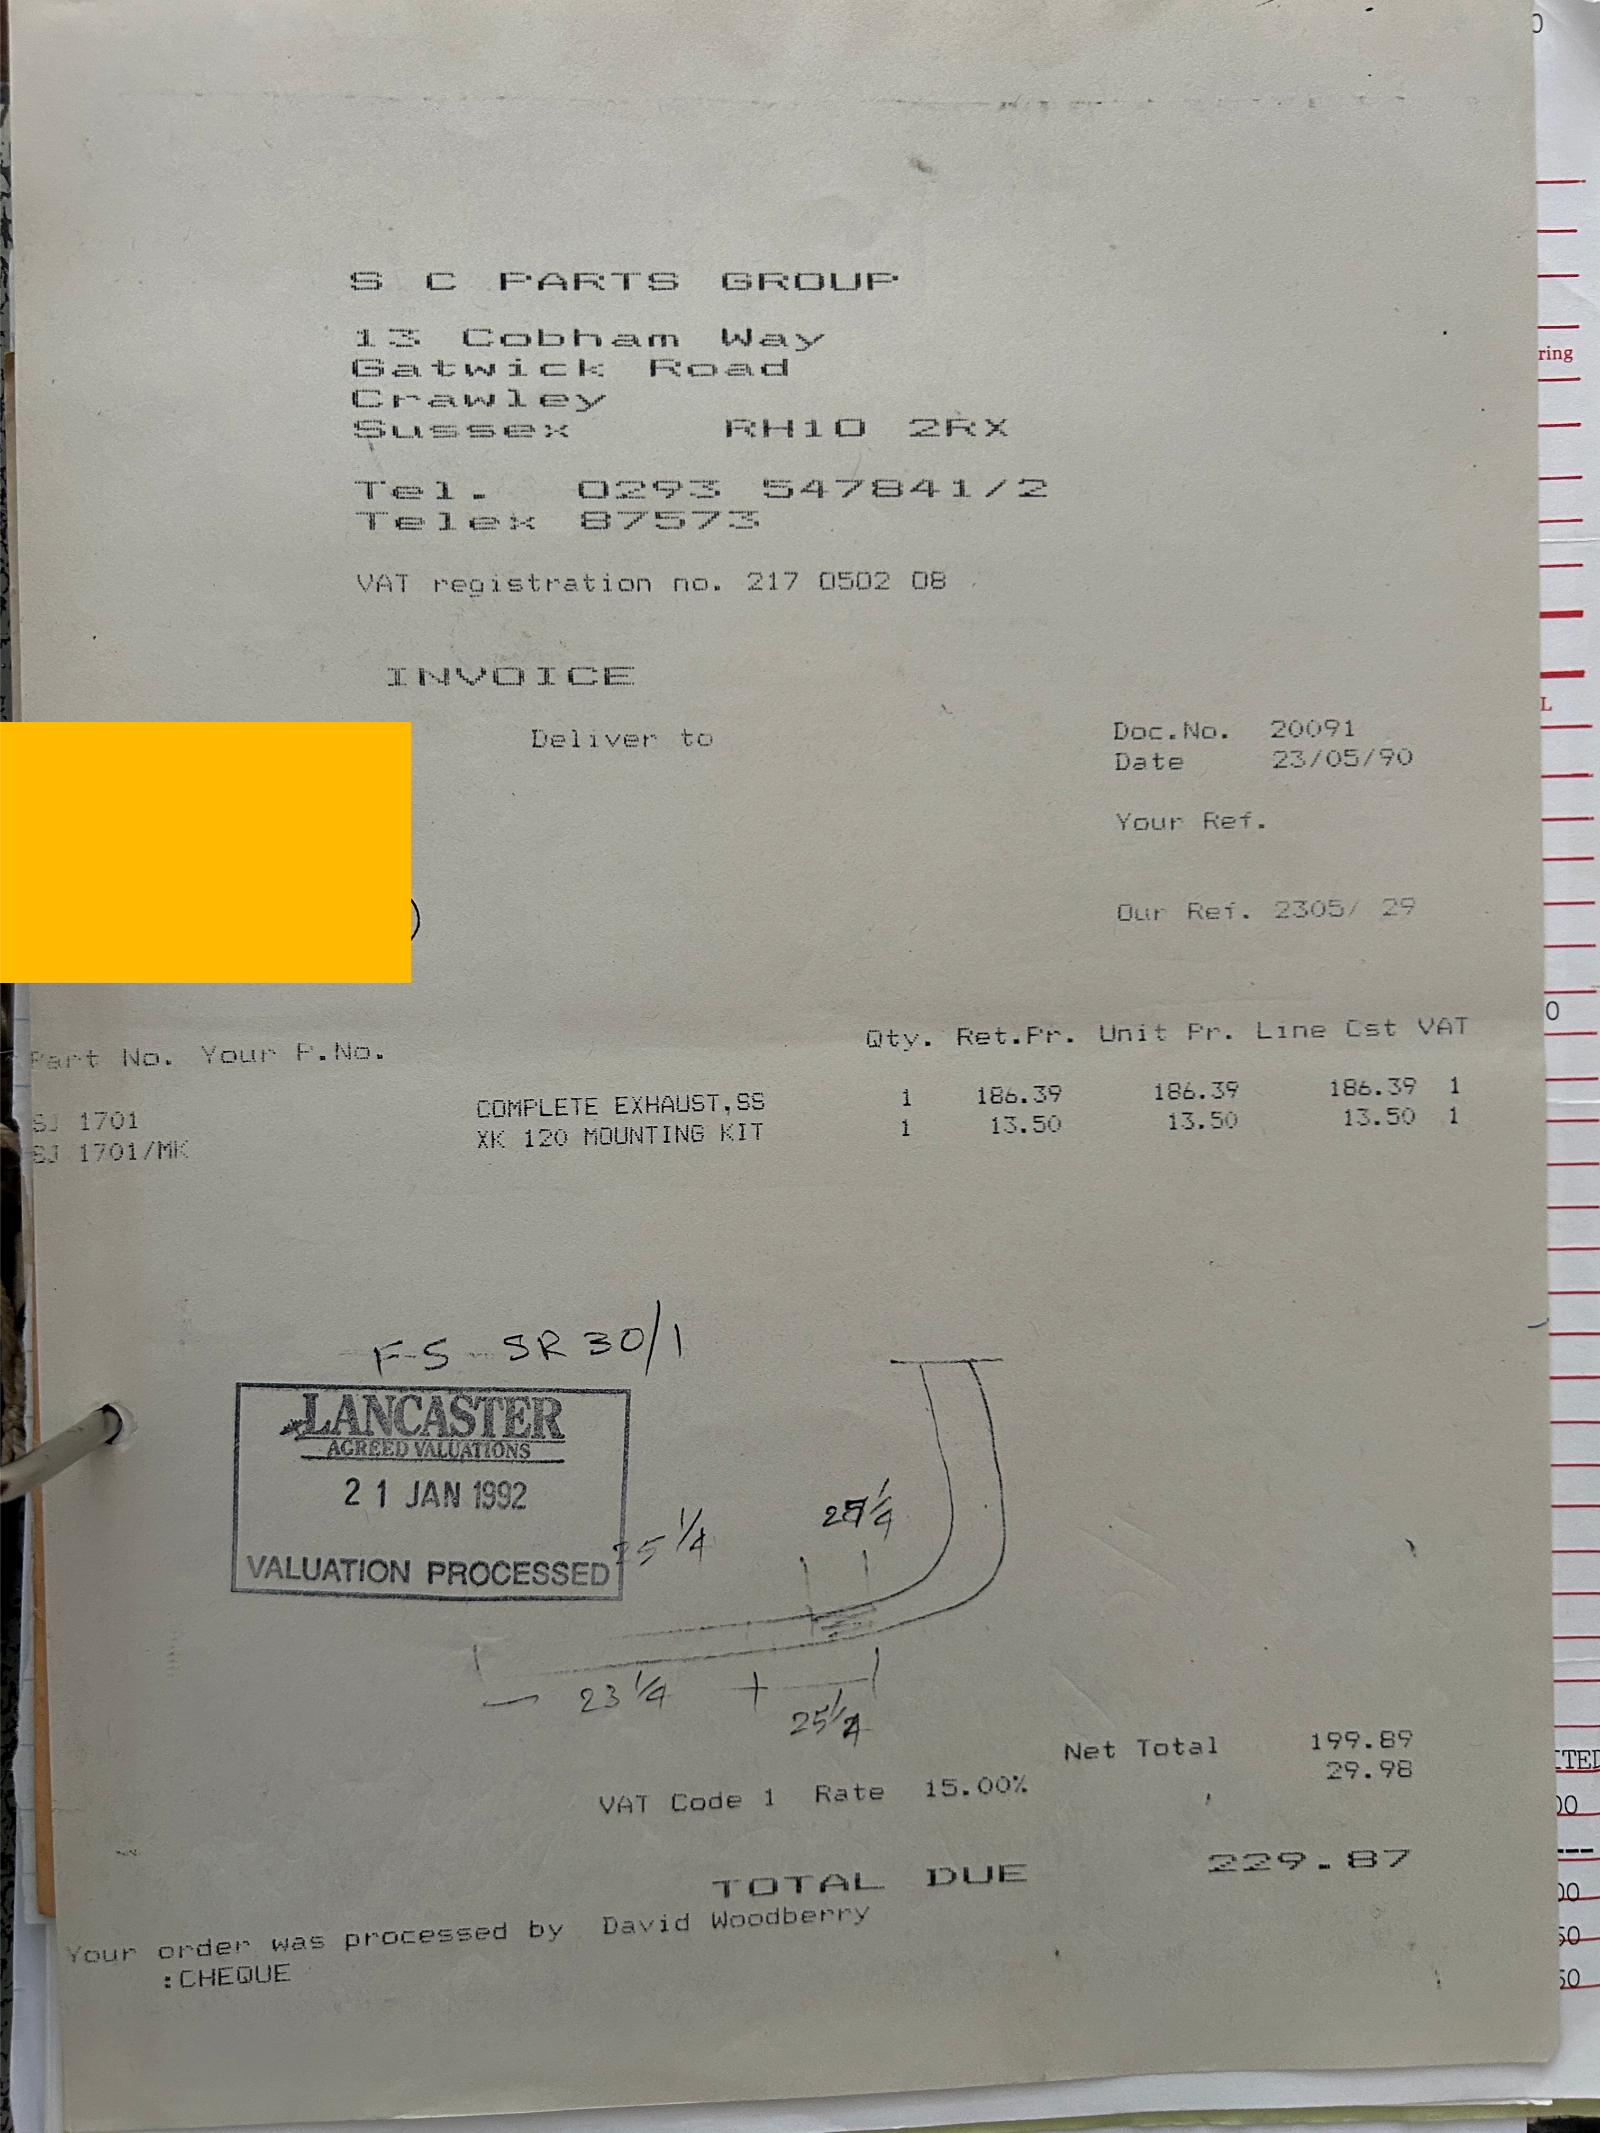 S C PARTS GROUP
13 Cobham Way
Gatwick Road
Crawley
Sussex RH10 2RX
Tel. 0293 547841/2
Telex 87573
VAT registration no. 217 0502 08
INVOICE
Deliver to
Doc.No. 20091
Date 23/05/90
Your Ref.
Our Ref. 2305/ 29
Part No. Your P.No. Qty. Ret.Pr. Unit Pr. Line Cst VAT
SJ 1701 COMPLETE EXHAUST,SS 1 186.39 186.39 186.39 1
SJ 1701/MK XK 120 MOUNTING KIT 1 13.50 13.50 13.50 1
F-S SR 30/1
LANCASTER
AGREED VALUATIONS
21 JAN 1992
VALUATION PROCESSED
25 1/4
23 1/4
Net Total 199.89
VAT Code 1 Rate 15.00% 29.98
TOTAL DUE 229.87
Your order was processed by David Woodberry
:CHEQUE
ring
L